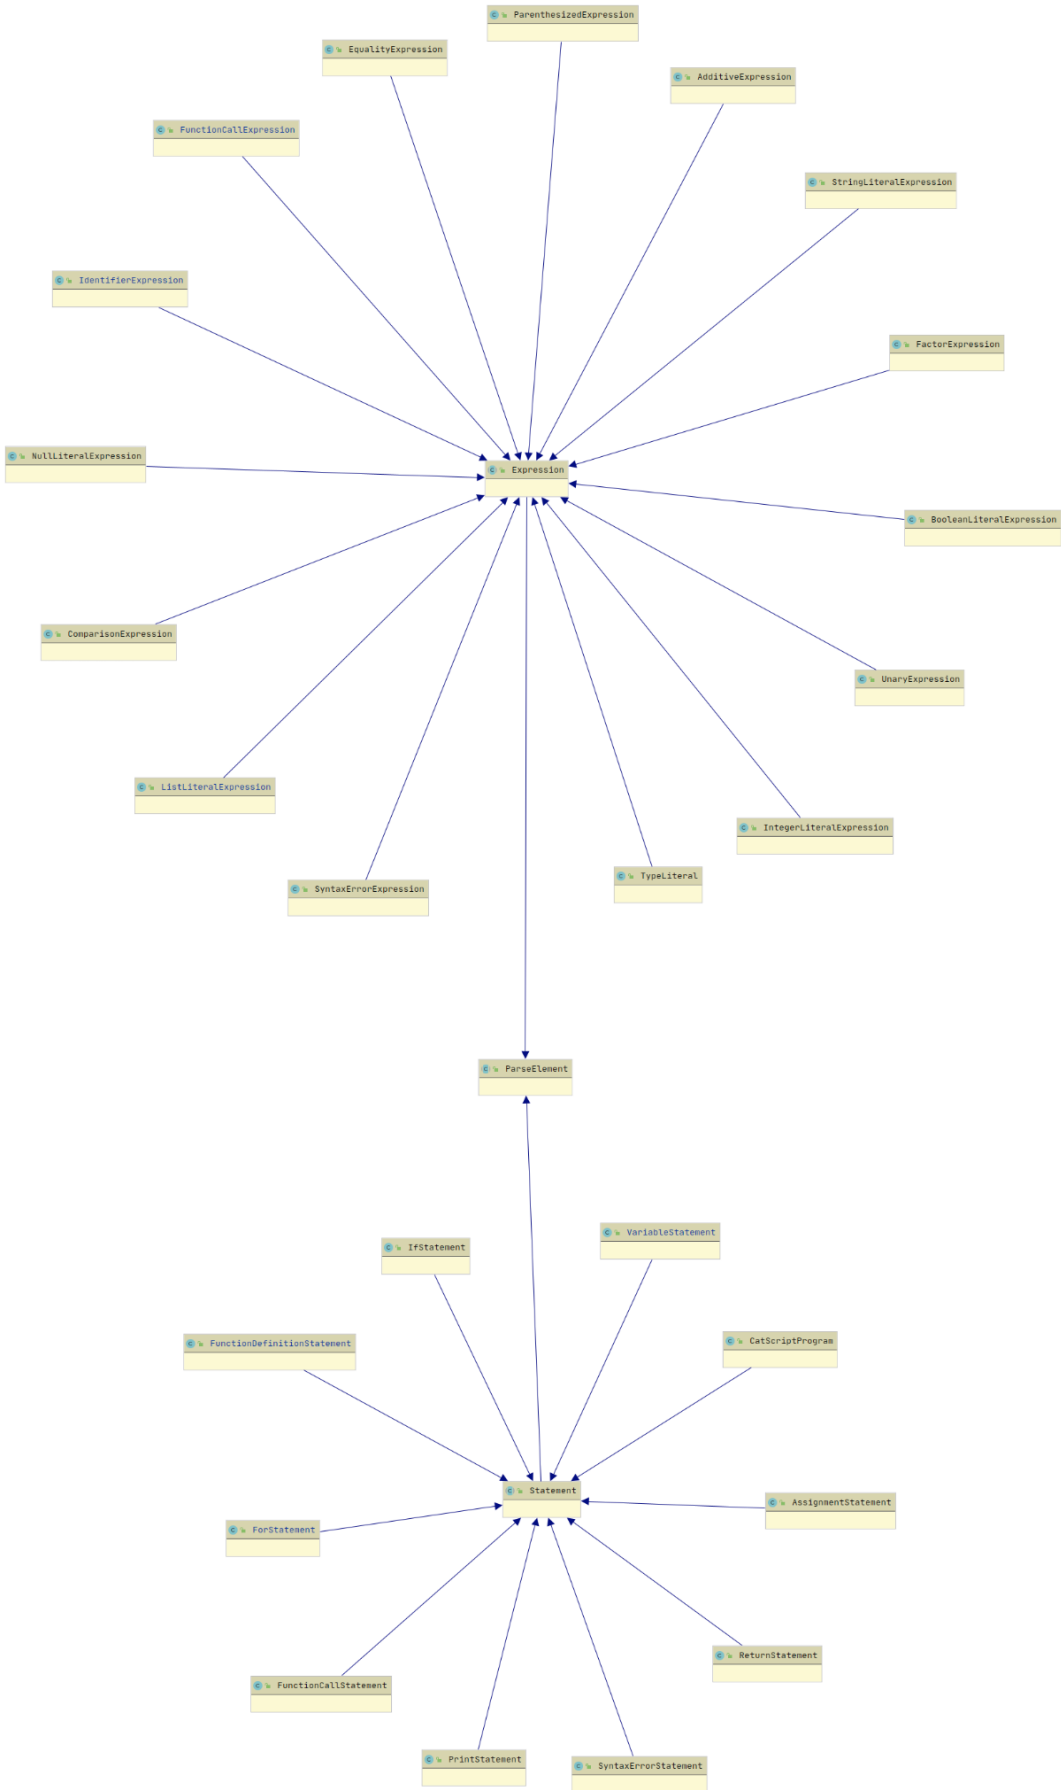 ParenthesizedExpression
EqualityExpression
AdditiveExpression
FunctionCallExpression
StringLiteralExpression
IdentifierExpression
FactorExpression
NullLiteralExpression
Expression
BooleanLiteralExpression
ComparisonExpression
UnaryExpression
ListLiteralExpression
IntegerLiteralExpression
TypeLiteral
SyntaxErrorExpression
ParseElement
VariableStatement
IfStatement
CatScriptProgram
FunctionDefinitionStatement
Statement
AssignmentStatement
ForStatement
ReturnStatement
FunctionCallStatement
PrintStatement
SyntaxErrorStatement